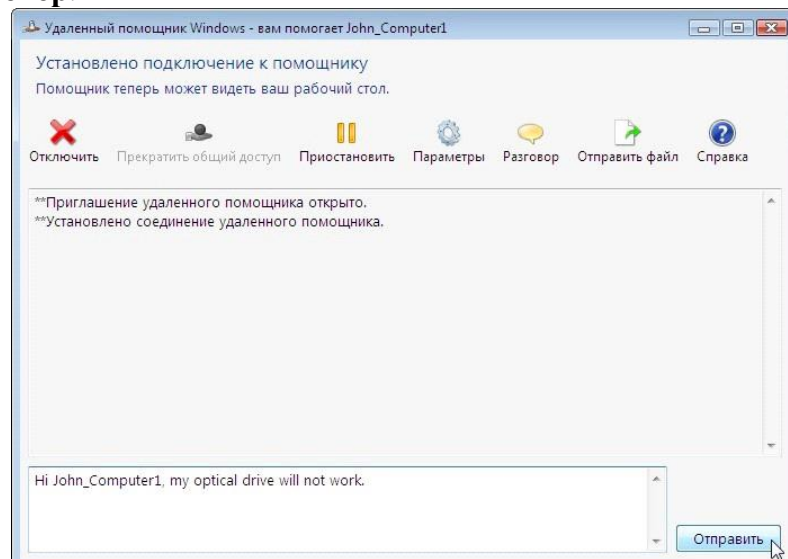 Удаленный помощник Windows - вам помогает John_Computer1
Установлено подключение к помощнику
Помощник теперь может видеть ваш рабочий стол.
Отключить Прекратить общий доступ Приостановить Параметры Разговор Отправить файл Справка
**Приглашение удаленного помощника открыто.
**Установлено соединение удаленного помощника.
Hi John_Computer1, my optical drive will not work.
Отправить